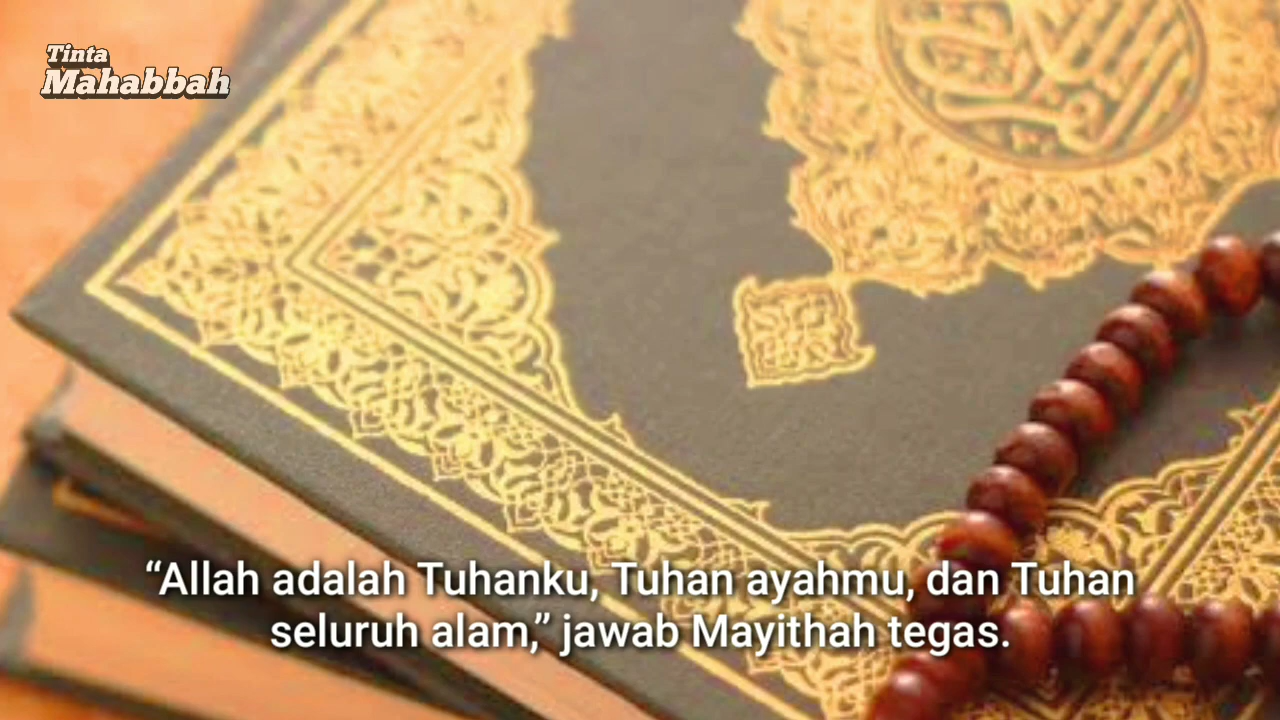 Tinta
Mahabbah
“Allah adalah Tuhanku, Tuhan ayahmu, dan Tuhan
seluruh alam,” jawab Mayithah tegas.